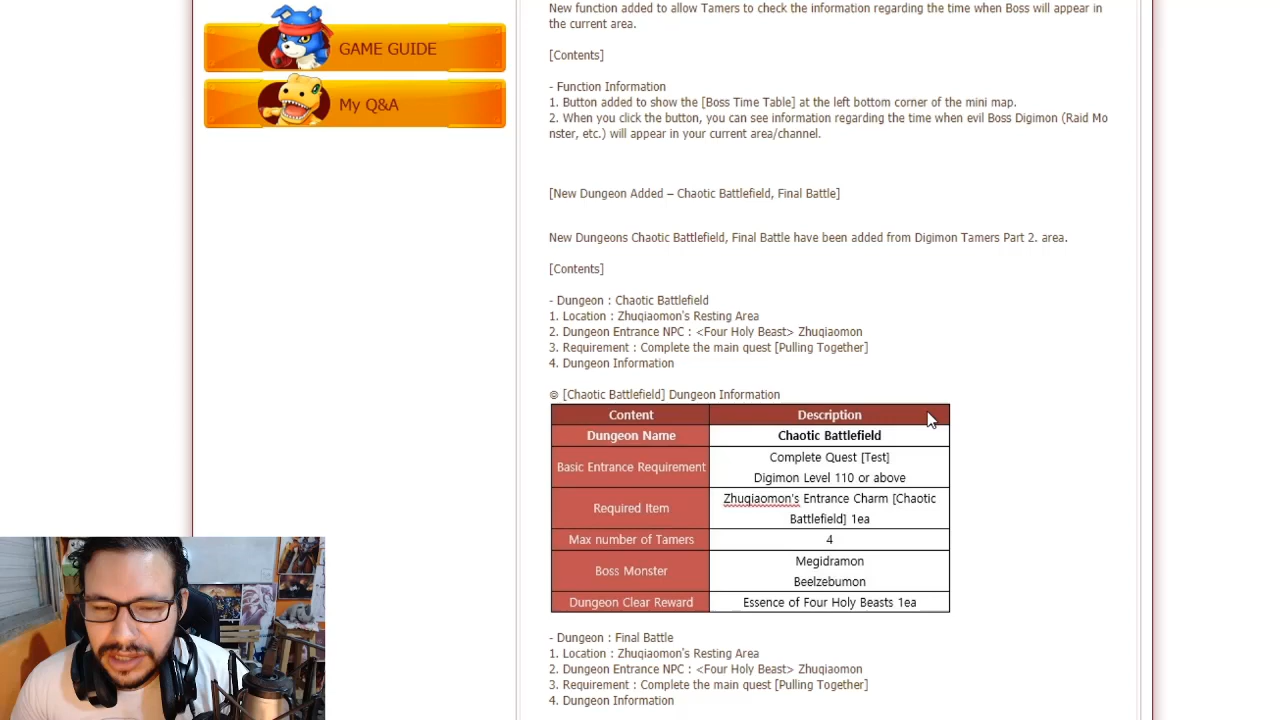 GAME GUIDE
My Q&A
New function added to allow Tamers to check the information regarding the time when Boss will appear in
the current area.
[Contents]
- Function Information
1. Button added to show the [Boss Time Table] at the left bottom corner of the mini map.
2. When you click the button, you can see information regarding the time when evil Boss Digimon (Raid Mo
nster, etc.) will appear in your current area/channel.
[New Dungeon Added – Chaotic Battlefield, Final Battle]
New Dungeons Chaotic Battlefield, Final Battle have been added from Digimon Tamers Part 2. area.
[Contents]
- Dungeon : Chaotic Battlefield
1. Location : Zhuqiaomon's Resting Area
2. Dungeon Entrance NPC : <Four Holy Beast> Zhuqiaomon
3. Requirement : Complete the main quest [Pulling Together]
4. Dungeon Information
◎ [Chaotic Battlefield] Dungeon Information
Content Description
Dungeon Name Chaotic Battlefield
Basic Entrance Requirement Complete Quest [Test]
Digimon Level 110 or above
Required Item Zhuqiaomon's Entrance Charm [Chaotic
Battlefield] 1ea
Max number of Tamers 4
Boss Monster Megidramon
Beelzebumon
Dungeon Clear Reward Essence of Four Holy Beasts 1ea
- Dungeon : Final Battle
1. Location : Zhuqiaomon's Resting Area
2. Dungeon Entrance NPC : <Four Holy Beast> Zhuqiaomon
3. Requirement : Complete the main quest [Pulling Together]
4. Dungeon Information